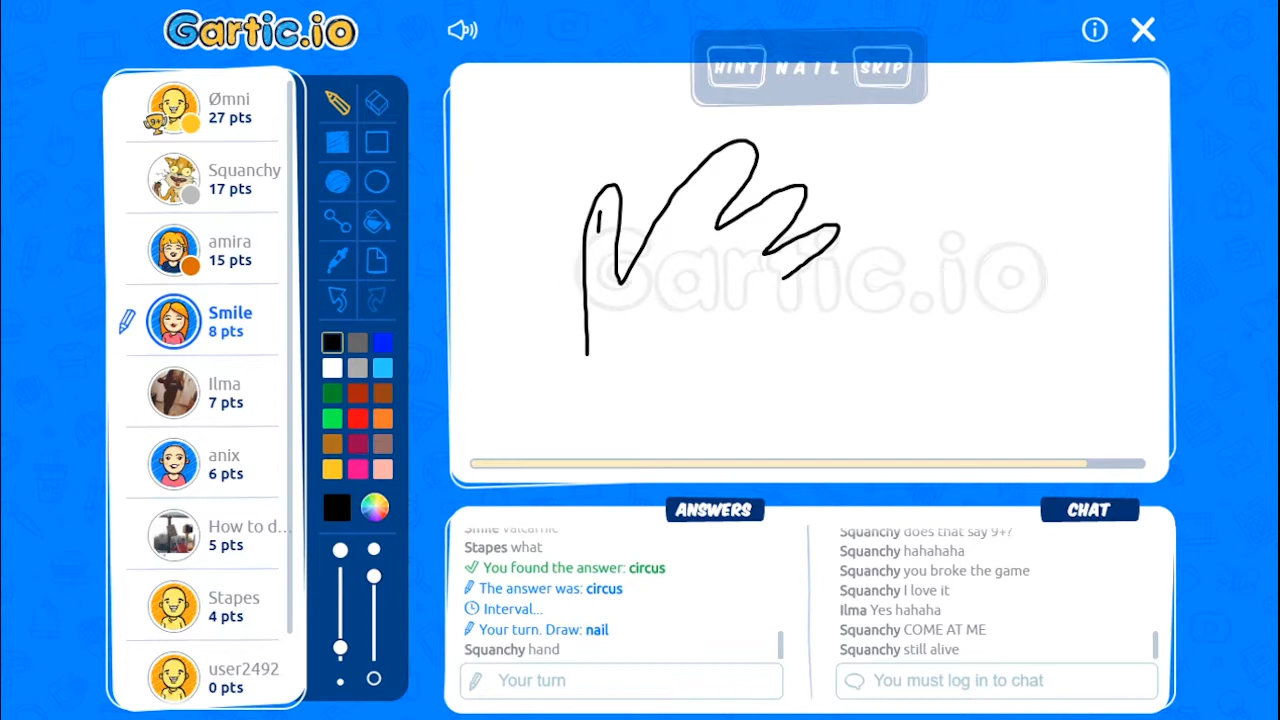 Gartic.io
HINT NAIL SKIP
Ømni
27 pts
9+
Squanchy
17 pts
amira
15 pts
Smile
8 pts
Ilma
7 pts
anix
6 pts
How to d...
5 pts
Stapes
4 pts
user2492
0 pts
Gartic.io
ANSWERS
Stapes what
You found the answer: circus
The answer was: circus
Interval...
Your turn. Draw: nail
Squanchy hand
Your turn
CHAT
Squanchy does that say 9+?
Squanchy hahahaha
Squanchy you broke the game
Squanchy I love it
Ilma Yes hahaha
Squanchy COME AT ME
Squanchy still alive
You must log in to chat